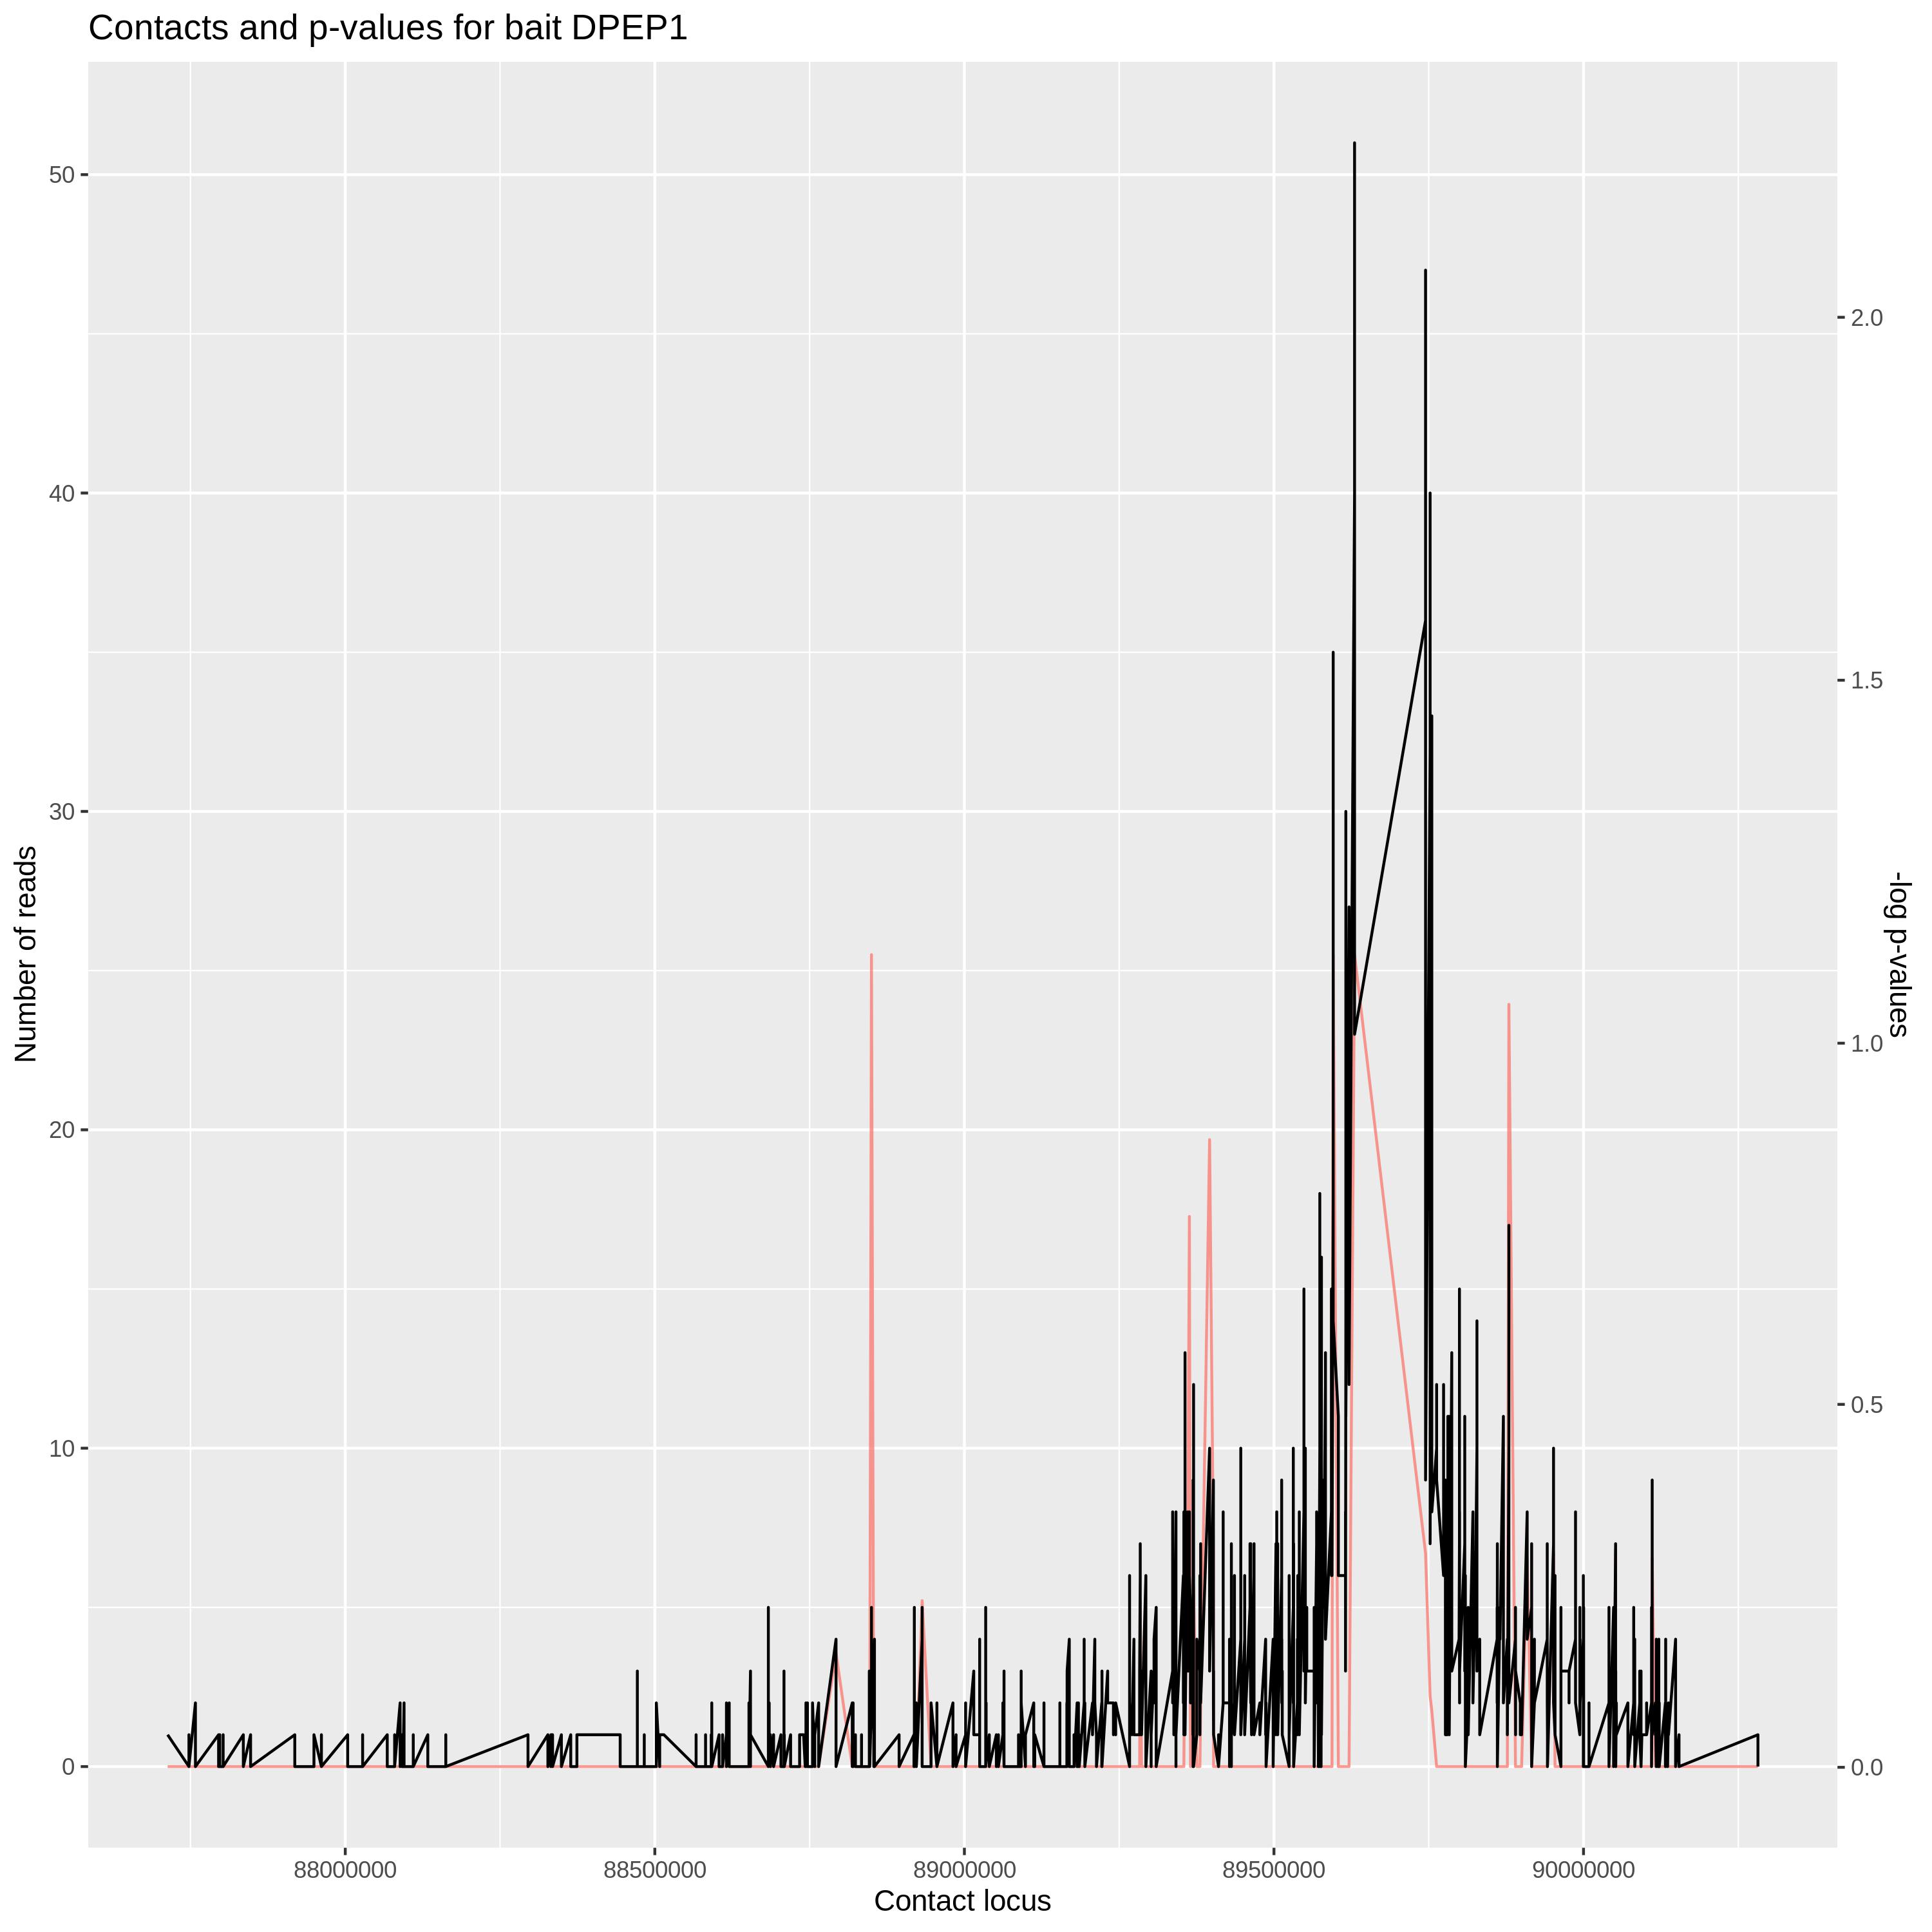 Contacts and p-values for bait DPEP1
50
40
30
20
10
0
Number of reads
2.0
1.5
1.0
0.5
0.0
-log p-values
88000000 88500000 89000000 89500000 90000000
Contact locus